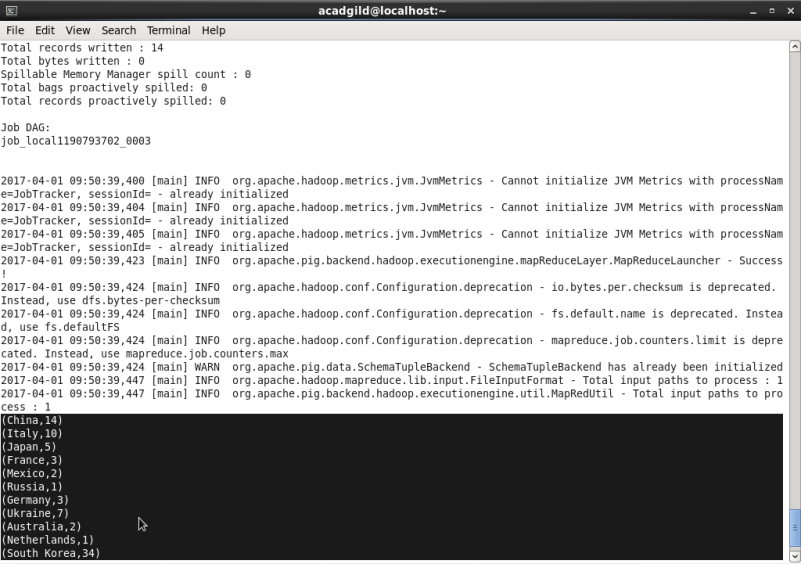 acadgild@localhost:~
File Edit View Search Terminal Help
Total records written : 14
Total bytes written : 0
Spillable Memory Manager spill count : 0
Total bags proactively spilled: 0
Total records proactively spilled: 0
Job DAG:
job_local1190793702_0003
2017-04-01 09:50:39,400 [main] INFO  org.apache.hadoop.metrics.jvm.JvmMetrics - Cannot initialize JVM Metrics with processNam
e=JobTracker, sessionId= - already initialized
2017-04-01 09:50:39,404 [main] INFO  org.apache.hadoop.metrics.jvm.JvmMetrics - Cannot initialize JVM Metrics with processNam
e=JobTracker, sessionId= - already initialized
2017-04-01 09:50:39,405 [main] INFO  org.apache.hadoop.metrics.jvm.JvmMetrics - Cannot initialize JVM Metrics with processNam
e=JobTracker, sessionId= - already initialized
2017-04-01 09:50:39,423 [main] INFO  org.apache.pig.backend.hadoop.executionengine.mapReduceLayer.MapReduceLauncher - Success
!
2017-04-01 09:50:39,424 [main] INFO  org.apache.hadoop.conf.Configuration.deprecation - io.bytes.per.checksum is deprecated.
Instead, use dfs.bytes-per-checksum
2017-04-01 09:50:39,424 [main] INFO  org.apache.hadoop.conf.Configuration.deprecation - fs.default.name is deprecated. Instea
d, use fs.defaultFS
2017-04-01 09:50:39,424 [main] INFO  org.apache.hadoop.conf.Configuration.deprecation - mapreduce.job.counters.limit is depre
cated. Instead, use mapreduce.job.counters.max
2017-04-01 09:50:39,424 [main] WARN  org.apache.pig.data.SchemaTupleBackend - SchemaTupleBackend has already been initialized
2017-04-01 09:50:39,447 [main] INFO  org.apache.hadoop.mapreduce.lib.input.FileInputFormat - Total input paths to process : 1
2017-04-01 09:50:39,447 [main] INFO  org.apache.pig.backend.hadoop.executionengine.util.MapRedUtil - Total input paths to pro
cess : 1
(China,14)
(Italy,10)
(Japan,5)
(France,3)
(Mexico,2)
(Russia,1)
(Germany,3)
(Ukraine,7)
(Australia,2)
(Netherlands,1)
(South Korea,34)